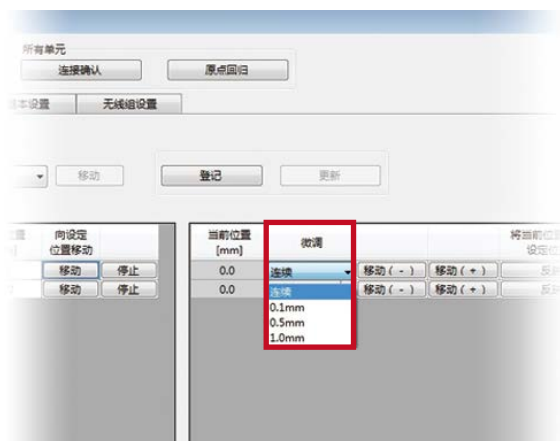 所有单元
连接确认
原点回归
基本设置
无线组设置
移动
登记
更新
向设定
位置移动
当前位置
[mm]
微调
将当前位
设定位
移动
停止
0.0
连续
移动 ( - )
移动 ( + )
移动
停止
0.0
连续
移动 ( - )
移动 ( + )
0.1mm
0.5mm
1.0mm